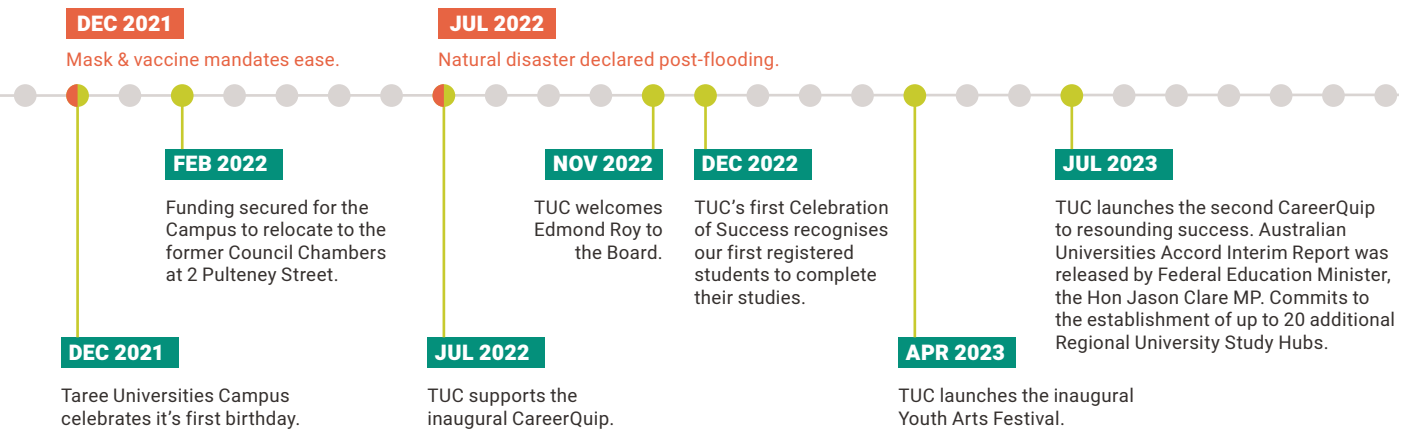 DEC 2021
Mask & vaccine mandates ease.
JUL 2022
Natural disaster declared post-flooding.
FEB 2022
Funding secured for the
Campus to relocate to the
former Council Chambers
at 2 Pulteney Street.
NOV 2022
TUC welcomes
Edmond Roy to
the Board.
DEC 2022
TUC’s first Celebration
of Success recognises
our first registered
students to complete
their studies.
JUL 2023
TUC launches the second CareerQuip
to resounding success. Australian
Universities Accord Interim Report was
released by Federal Education Minister,
the Hon Jason Clare MP. Commits to
the establishment of up to 20 additional
Regional University Study Hubs.
DEC 2021
Taree Universities Campus
celebrates it’s first birthday.
JUL 2022
TUC supports the
inaugural CareerQuip.
APR 2023
TUC launches the inaugural
Youth Arts Festival.